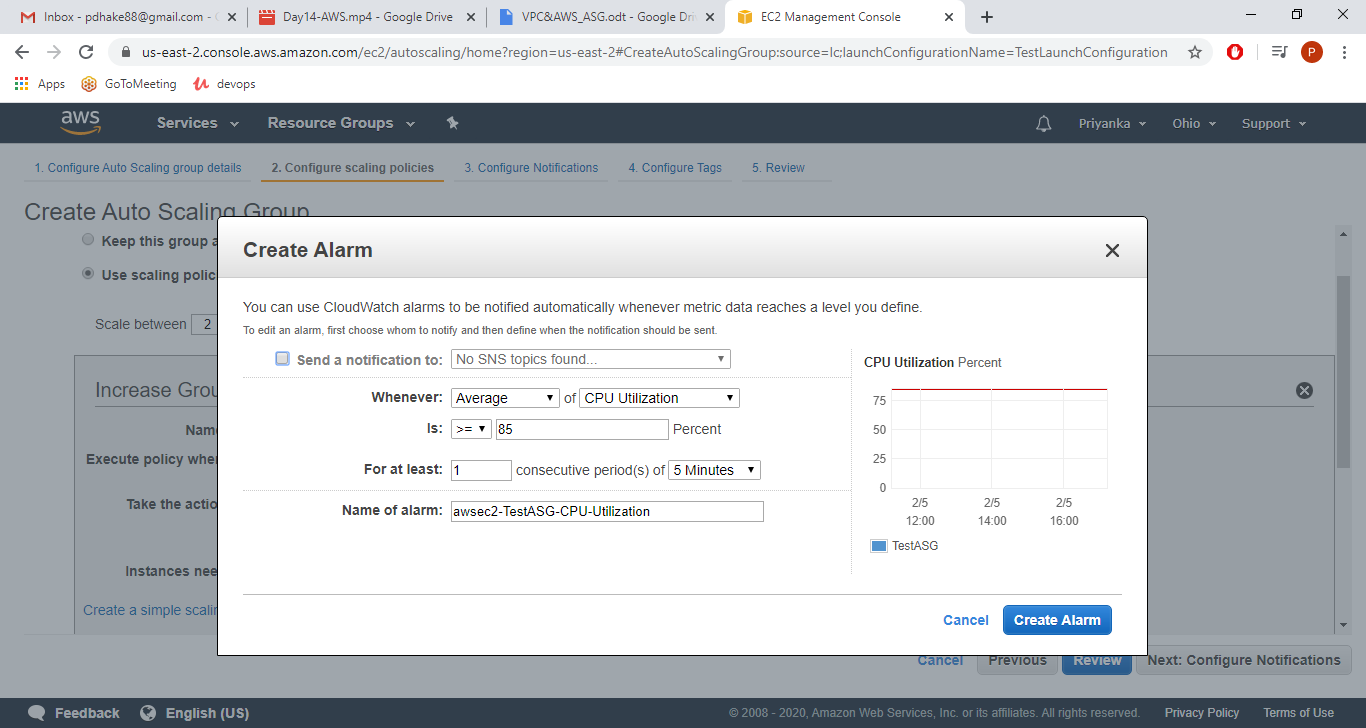 Inbox - pdhake88@gmail.com -
Day14-AWS.mp4 - Google Drive
VPC&AWS_ASG.odt - Google Dri
EC2 Management Console
us-east-2.console.aws.amazon.com/ec2/autoscaling/home?region=us-east-2#CreateAutoScalingGroup:source=lc;launchConfigurationName=TestLaunchConfiguration
P
Apps
GoToMeeting
devops
aws
Services
Resource Groups
Priyanka
Ohio
Support
1. Configure Auto Scaling group details
2. Configure scaling policies
3. Configure Notifications
4. Configure Tags
5. Review
Create Auto Scaling Group
Keep this group a
Use scaling polic
Scale between 2
Increase Grou
Name
Execute policy when
Take the actio
Instances nee
Create a simple scalin
Create Alarm
You can use CloudWatch alarms to be notified automatically whenever metric data reaches a level you define.
To edit an alarm, first choose whom to notify and then define when the notification should be sent.
Send a notification to: No SNS topics found...
Whenever: Average of CPU Utilization
Is: >= 85 Percent
For at least: 1 consecutive period(s) of 5 Minutes
Name of alarm: awsec2-TestASG-CPU-Utilization
CPU Utilization Percent
75
50
25
0
2/5 2/5 2/5
12:00 14:00 16:00
TestASG
Cancel Create Alarm
Cancel Previous Review Next: Configure Notifications
Feedback English (US) © 2008 - 2020, Amazon Web Services, Inc. or its affiliates. All rights reserved. Privacy Policy Terms of Use